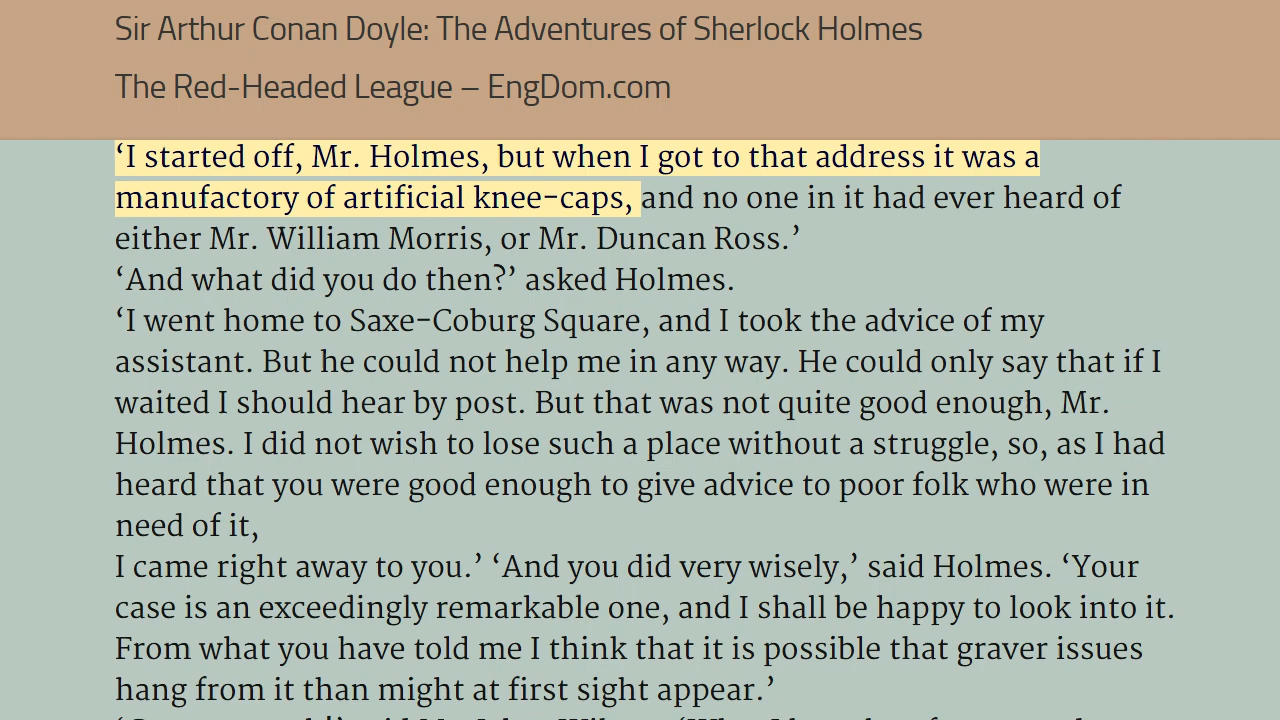 Sir Arthur Conan Doyle: The Adventures of Sherlock Holmes
The Red-Headed League – EngDom.com
‘I started off, Mr. Holmes, but when I got to that address it was a
manufactory of artificial knee-caps, and no one in it had ever heard of
either Mr. William Morris, or Mr. Duncan Ross.’
‘And what did you do then?’ asked Holmes.
‘I went home to Saxe-Coburg Square, and I took the advice of my
assistant. But he could not help me in any way. He could only say that if I
waited I should hear by post. But that was not quite good enough, Mr.
Holmes. I did not wish to lose such a place without a struggle, so, as I had
heard that you were good enough to give advice to poor folk who were in
need of it,
I came right away to you.’ ‘And you did very wisely,’ said Holmes. ‘Your
case is an exceedingly remarkable one, and I shall be happy to look into it.
From what you have told me I think that it is possible that graver issues
hang from it than might at first sight appear.’